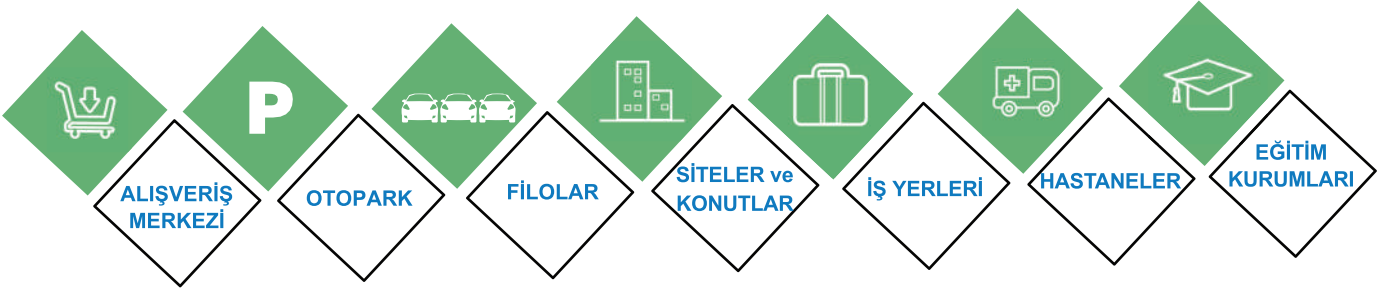 P
ALIŞVERİŞ
MERKEZİ
OTOPARK
FİLOLAR
SİTELER ve
KONUTLAR
İŞ YERLERİ
HASTANELER
EĞİTİM
KURUMLARI